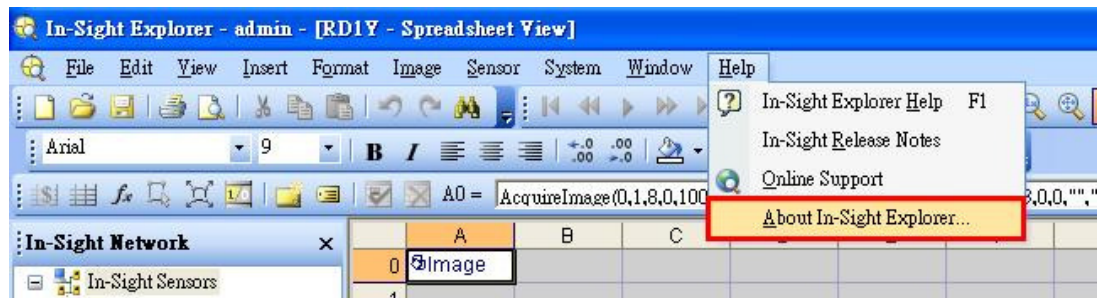 In-Sight Explorer - admin - [RD1Y - Spreadsheet View]
File Edit View Insert Format Image Sensor System Window Help
In-Sight Explorer Help F1
In-Sight Release Notes
Arial 9 B I
Online Support
A0 = AcquireImage(0,1,8,0,100
About In-Sight Explorer...
In-Sight Network
A B C
0 Image
In-Sight Sensors